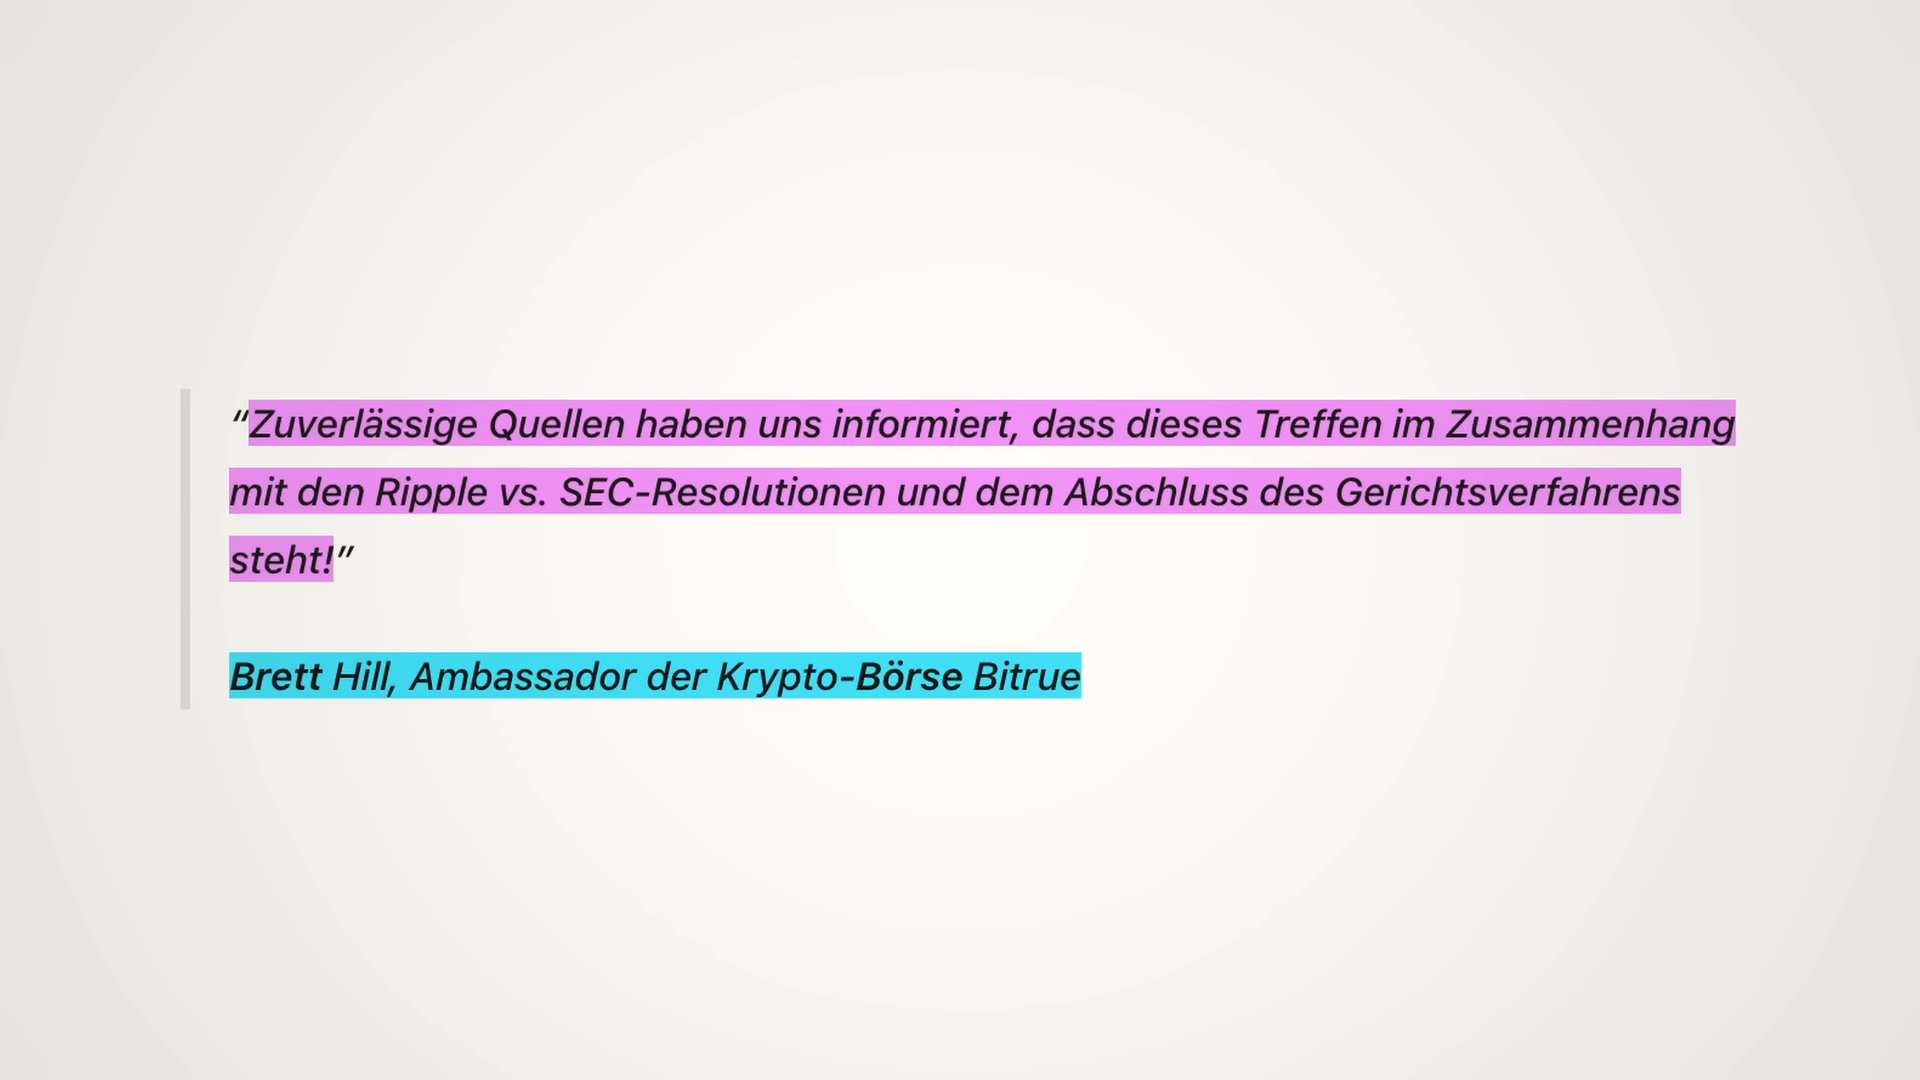 “Zuverlässige Quellen haben uns informiert, dass dieses Treffen im Zusammenhang
mit den Ripple vs. SEC-Resolutionen und dem Abschluss des Gerichtsverfahrens
steht!”
Brett Hill, Ambassador der Krypto-Börse Bitrue